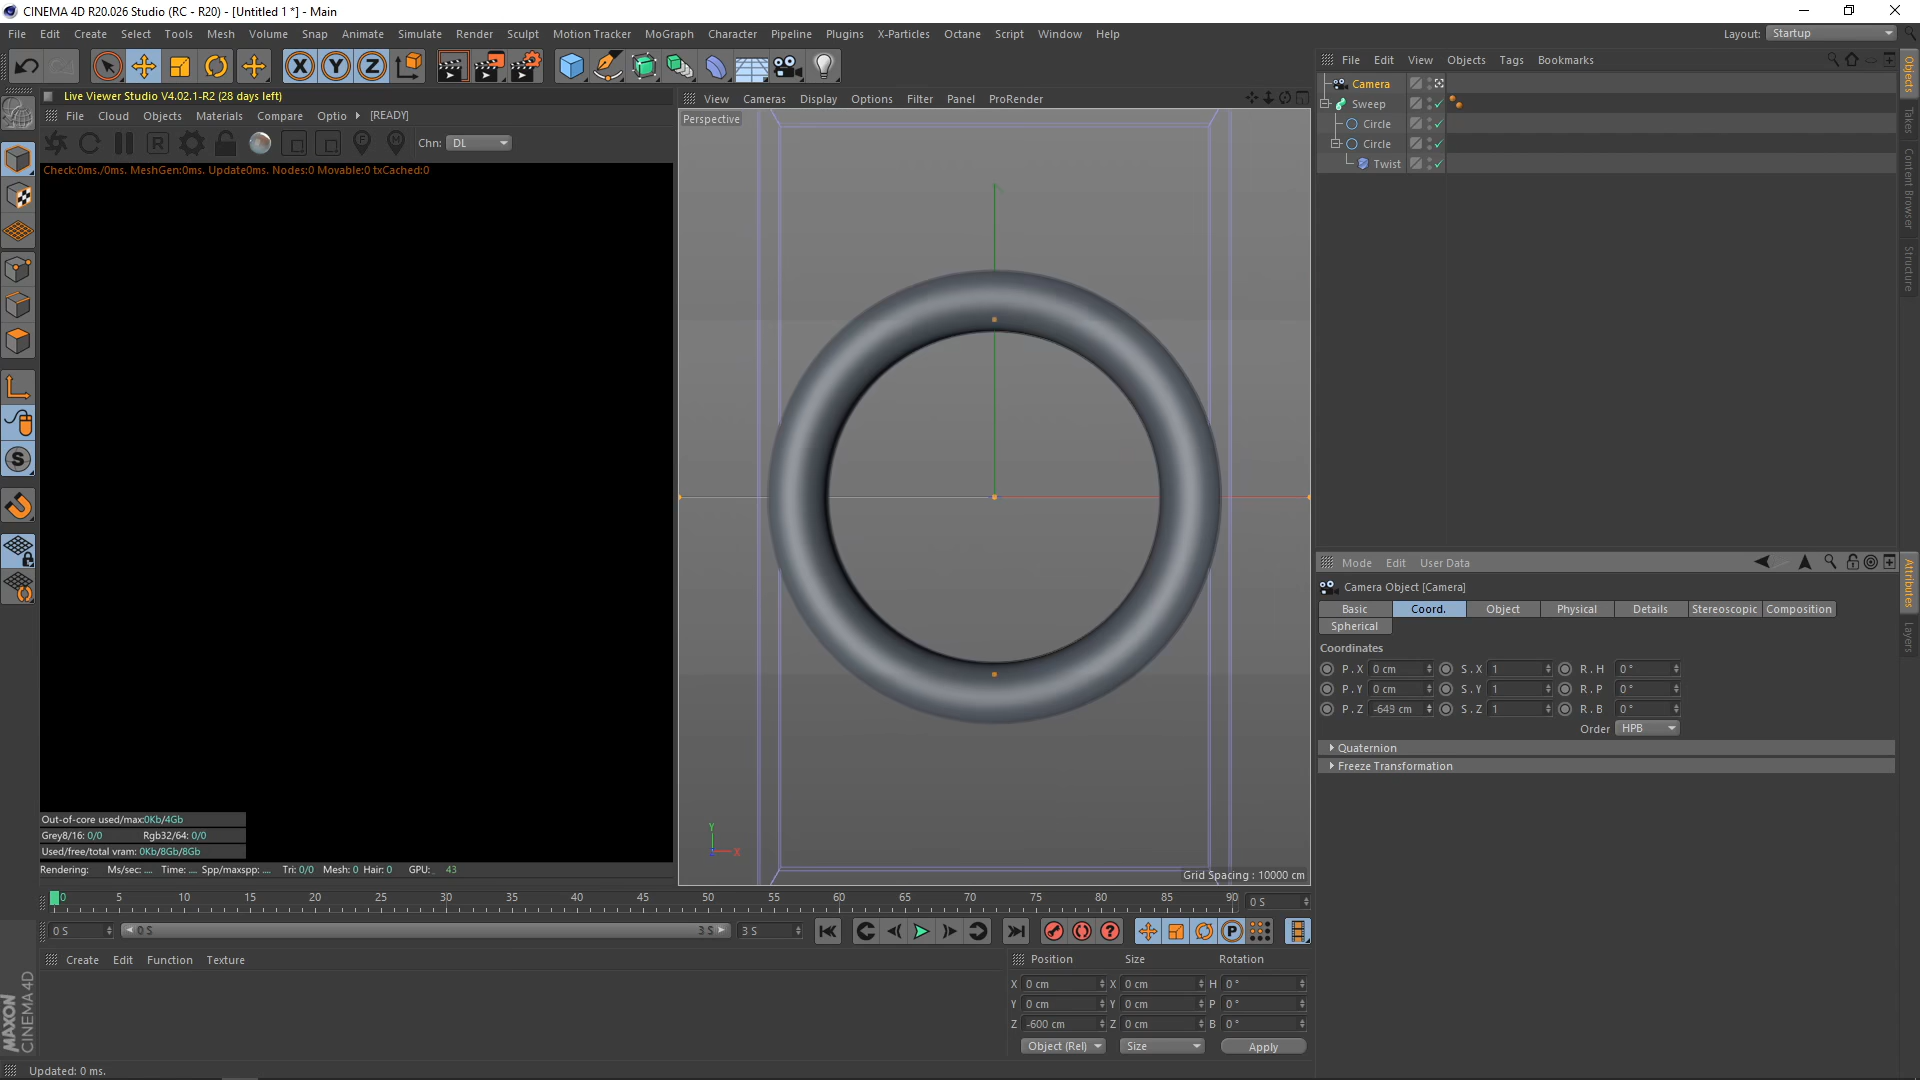 CINEMA 4D R20.026 Studio (RC - R20) - [Untitled 1 *] - Main
File Edit Create Select Tools Mesh Volume Snap Animate Simulate Render Sculpt Motion Tracker MoGraph Character Pipeline Plugins X-Particles Octane Script Window Help
Layout: Startup
Live Viewer Studio V4.02.1-R2 (28 days left)
File Cloud Objects Materials Compare Optio [READY]
Chn: DL
Check:0ms./0ms. MeshGen:0ms. Update0ms. Nodes:0 Movable:0 txCached:0
Out-of-core used/max:0Kb/4Gb
Grey8/16: 0/0 Rgb32/64: 0/0
Used/free/total vram: 0Kb/8Gb/8Gb
Rendering: Ms/sec: .... Time: .... Spp/maxspp: .... Tri: 0/0 Mesh: 0 Hair: 0 GPU: 43
View Cameras Display Options Filter Panel ProRender
Perspective
Y
X
Z
Grid Spacing : 10000 cm
File Edit View Objects Tags Bookmarks
Camera
Sweep
Circle
Circle
Twist
Objects
Takes
Content Browser
Structure
Mode Edit User Data
Camera Object [Camera]
Basic Coord. Object Physical Details Stereoscopic Composition
Spherical
Coordinates
P . X 0 cm S . X 1 R . H 0 °
P . Y 0 cm S . Y 1 R . P 0 °
P . Z -649 cm S . Z 1 R . B 0 °
Order HPB
Quaternion
Freeze Transformation
Attributes
Layers
0 5 10 15 20 25 30 35 40 45 50 55 60 65 70 75 80 85 90 0 S
0 S 0 S 3 S 3 S
Create Edit Function Texture
Position Size Rotation
X 0 cm X 0 cm H 0 °
Y 0 cm Y 0 cm P 0 °
Z -600 cm Z 0 cm B 0 °
Object (Rel) Size Apply
MAXON
CINEMA 4D
Updated: 0 ms.